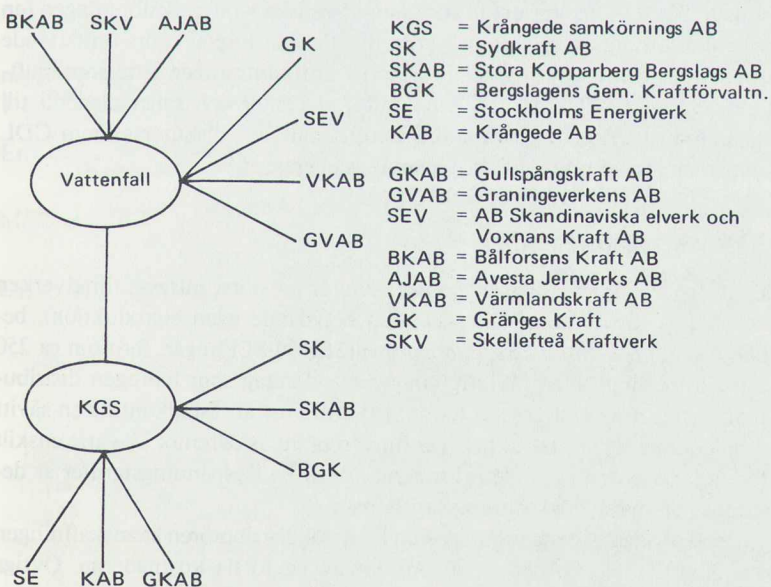 BKAB SKV AJAB
GK
SEV
Vattenfall
VKAB
GVAB
SK
KGS
SKAB
BGK
SE KAB GKAB
KGS = Krångede samkörnings AB
SK = Sydkraft AB
SKAB = Stora Kopparberg Bergslags AB
BGK = Bergslagens Gem. Kraftförvaltn.
SE = Stockholms Energiverk
KAB = Krångede AB
GKAB = Gullspångskraft AB
GVAB = Graningeverkens AB
SEV = AB Skandinaviska elverk och
Voxnans Kraft AB
BKAB = Bålforsens Kraft AB
AJAB = Avesta Jernverks AB
VKAB = Värmlandskraft AB
GK = Gränges Kraft
SKV = Skellefteå Kraftverk